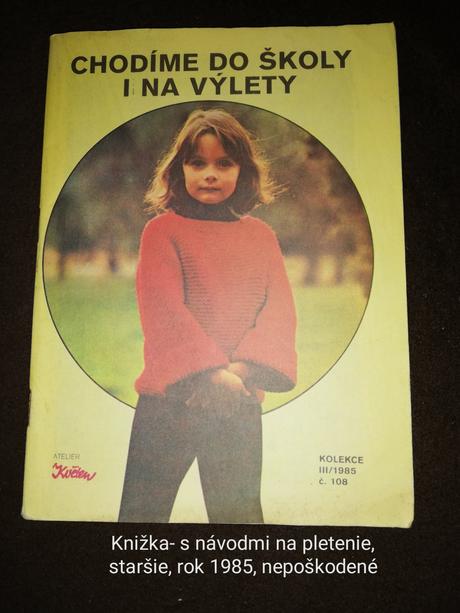 CHODÍME DO ŠKOLY
I NA VÝLETY
ATELIER
Květen
KOLEKCE
III/1985
č. 108
Knižka- s návodmi na pletenie,
staršie, rok 1985, nepoškodené